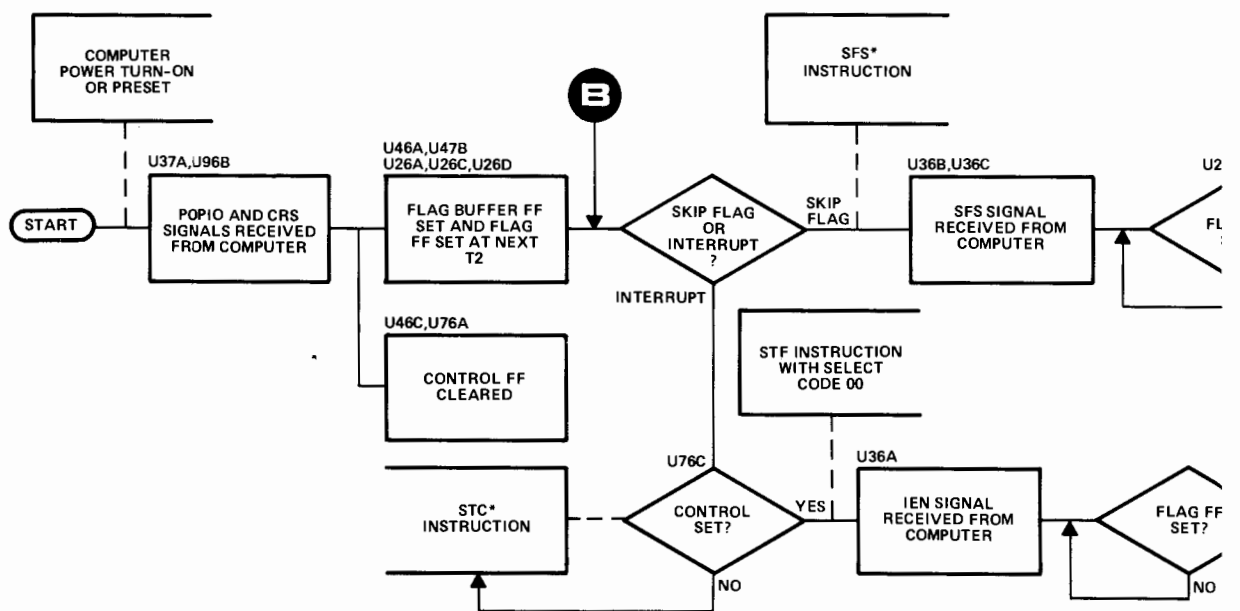 COMPUTER
POWER TURN-ON
OR PRESET
SFS*
INSTRUCTION
B
U37A,U96B
U46A,U47B
U26A,U26C,U26D
U36B,U36C
U2
START
POPIO AND CRS
SIGNALS RECEIVED
FROM COMPUTER
FLAG BUFFER FF
SET AND FLAG
FF SET AT NEXT
T2
SKIP FLAG
OR
INTERRUPT
?
SKIP
FLAG
SFS SIGNAL
RECEIVED FROM
COMPUTER
FL
INTERRUPT
U46C,U76A
CONTROL FF
CLEARED
STF INSTRUCTION
WITH SELECT
CODE 00
U76C
U36A
STC*
INSTRUCTION
CONTROL
SET?
YES
IEN SIGNAL
RECEIVED FROM
COMPUTER
FLAG FF
SET?
NO
NO